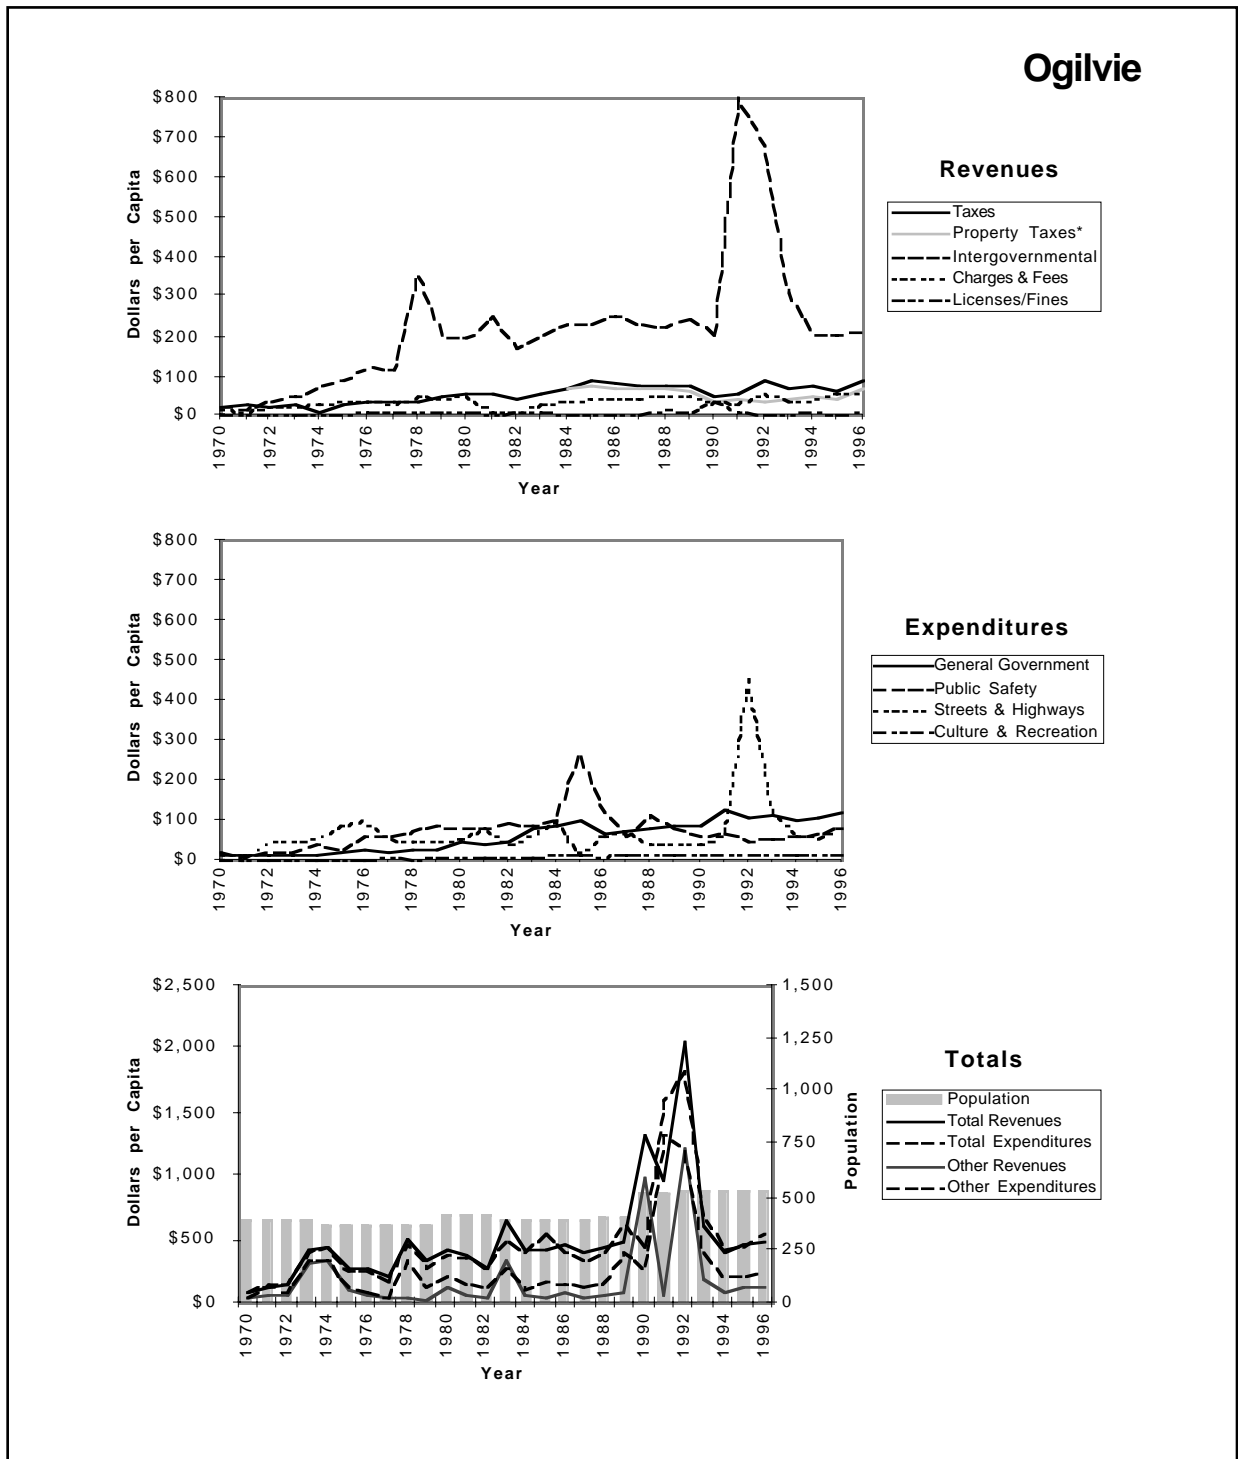 Ogilvie
$800
$700
$600
$500
$400
$300
$200
$100
$0
Dollars per Capita
1970
1972
1974
1976
1978
1980
1982
1984
1986
1988
1990
1992
1994
1996
Year
Revenues
Taxes
Property Taxes*
Intergovernmental
Charges & Fees
Licenses/Fines
$800
$700
$600
$500
$400
$300
$200
$100
$0
Dollars per Capita
1970
1972
1974
1976
1978
1980
1982
1984
1986
1988
1990
1992
1994
1996
Year
Expenditures
General Government
Public Safety
Streets & Highways
Culture & Recreation
$2,500
$2,000
$1,500
$1,000
$500
$0
Dollars per Capita
1,500
1,250
1,000
750
500
250
0
Population
1970
1972
1974
1976
1978
1980
1982
1984
1986
1988
1990
1992
1994
1996
Year
Totals
Population
Total Revenues
Total Expenditures
Other Revenues
Other Expenditures